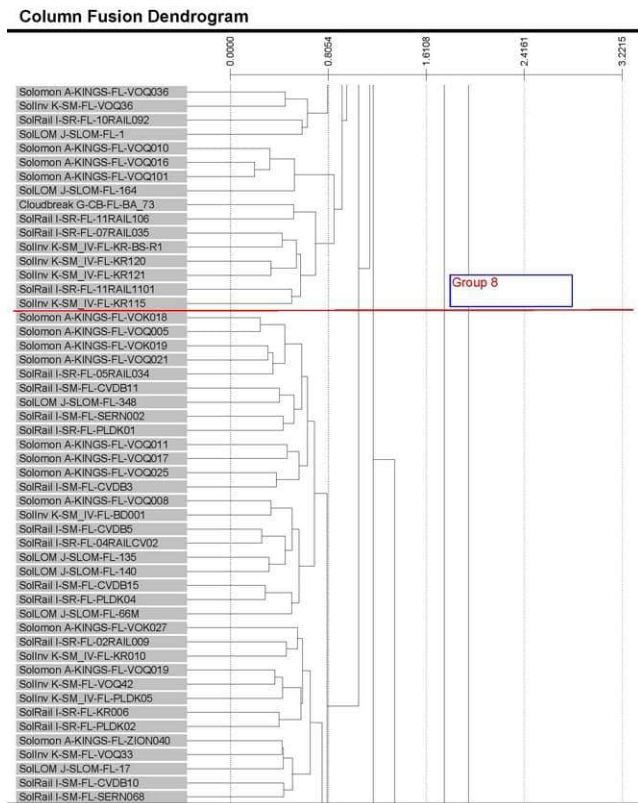 Column Fusion Dendrogram
0.0000
0.8054
1.6108
2.4161
3.2215
Solomon A-KINGS-FL-VOQ036
SolInv K-SM-FL-VOQ36
SolRail I-SR-FL-10RAIL092
SolLOM J-SLOM-FL-1
Solomon A-KINGS-FL-VOQ010
Solomon A-KINGS-FL-VOQ016
Solomon A-KINGS-FL-VOQ101
SolLOM J-SLOM-FL-164
Cloudbreak G-CB-FL-BA_73
SolRail I-SR-FL-11RAIL106
SolRail I-SR-FL-07RAIL035
SolInv K-SM_IV-FL-KR-BS-R1
SolInv K-SM_IV-FL-KR120
SolInv K-SM_IV-FL-KR121
SolRail I-SR-FL-11RAIL1101
SolInv K-SM_IV-FL-KR115
Group 8
Solomon A-KINGS-FL-VOK018
Solomon A-KINGS-FL-VOQ005
Solomon A-KINGS-FL-VOK019
Solomon A-KINGS-FL-VOQ021
SolRail I-SR-FL-05RAIL034
SolRail I-SM-FL-CVDB11
SolLOM J-SLOM-FL-348
SolRail I-SM-FL-SERN002
SolRail I-SR-FL-PLDK01
Solomon A-KINGS-FL-VOQ011
Solomon A-KINGS-FL-VOQ017
Solomon A-KINGS-FL-VOQ025
SolRail I-SM-FL-CVDB3
Solomon A-KINGS-FL-VOQ008
SolInv K-SM_IV-FL-BD001
SolRail I-SM-FL-CVDB5
SolRail I-SR-FL-04RAILCV02
SolLOM J-SLOM-FL-135
SolLOM J-SLOM-FL-140
SolRail I-SM-FL-CVDB15
SolRail I-SR-FL-PLDK04
SolLOM J-SLOM-FL-66M
Solomon A-KINGS-FL-VOK027
SolRail I-SR-FL-02RAIL009
SolInv K-SM_IV-FL-KR010
Solomon A-KINGS-FL-VOQ019
SolInv K-SM-FL-VOQ42
SolInv K-SM_IV-FL-PLDK05
SolRail I-SR-FL-KR006
SolRail I-SR-FL-PLDK02
Solomon A-KINGS-FL-ZION040
SolInv K-SM-FL-VOQ33
SolLOM J-SLOM-FL-17
SolRail I-SM-FL-CVDB10
SolRail I-SM-FL-SERN068